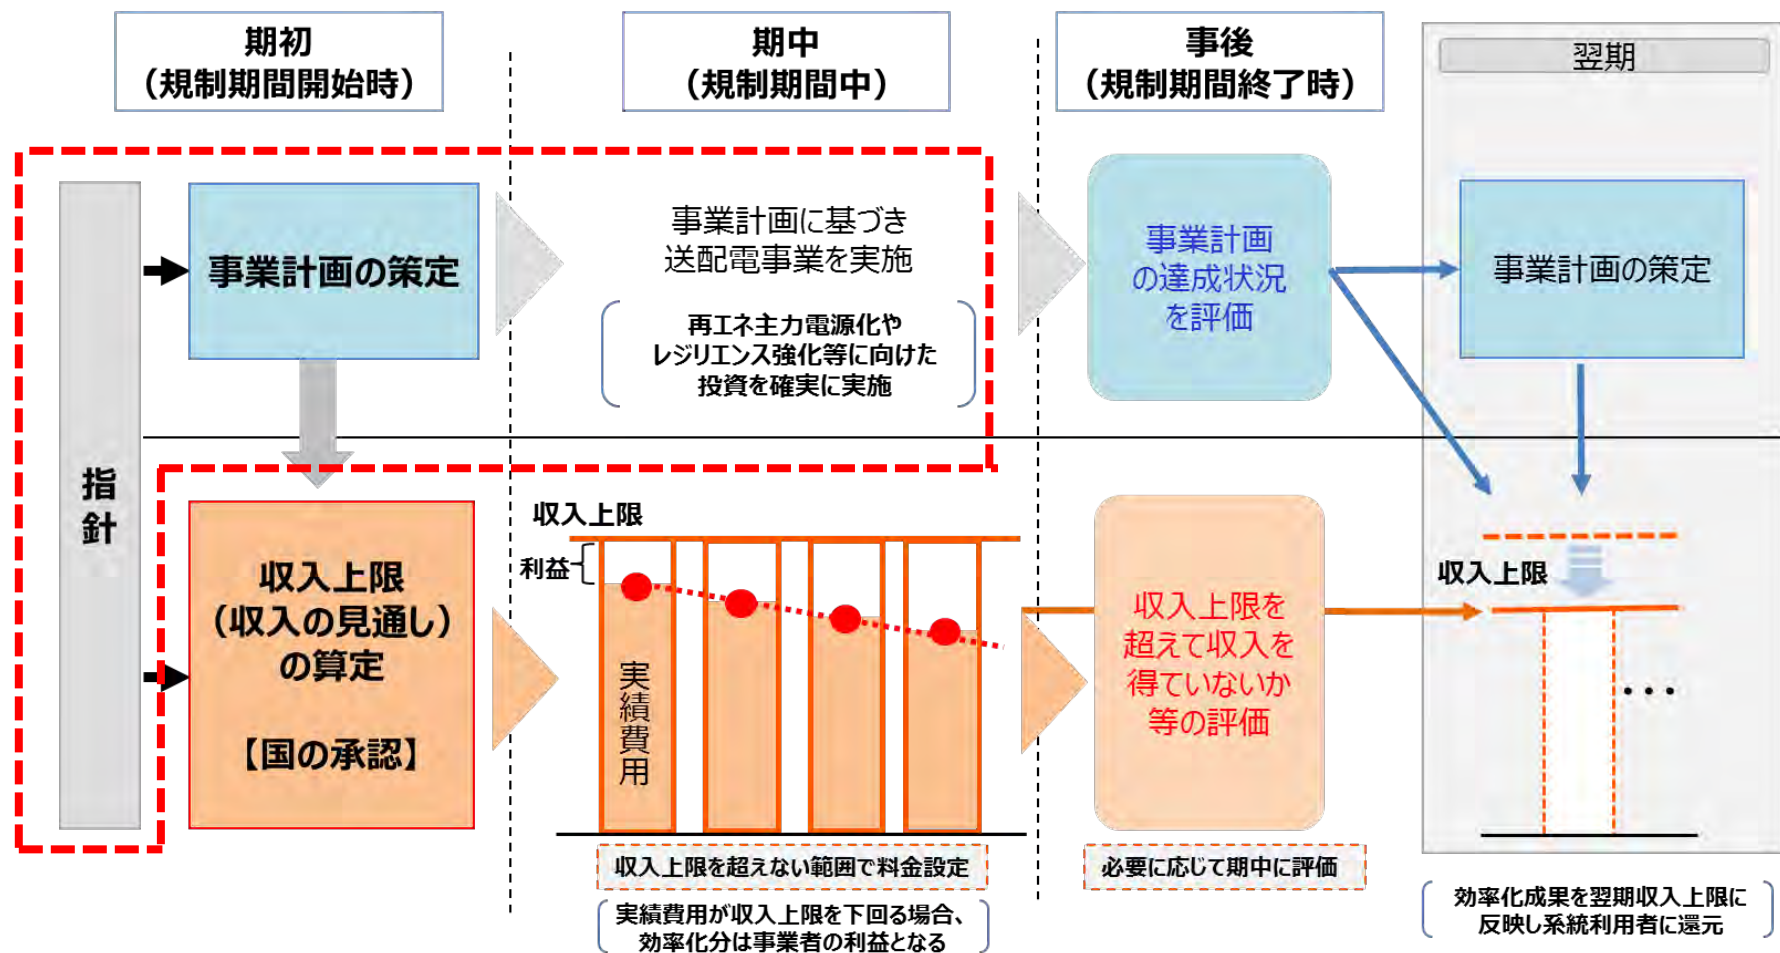 期初
（規制期間開始時）
期中
（規制期間中）
事後
（規制期間終了時）
翌期
指
針
事業計画の策定
事業計画に基づき
送配電事業を実施
再エネ主力電源化や
レジリエンス強化等に向けた
投資を確実に実施
事業計画
の達成状況
を評価
事業計画の策定
収入上限
（収入の見通し）
の算定
【国の承認】
収入上限
利益
実
績
費
用
収入上限を超えない範囲で料金設定
実績費用が収入上限を下回る場合、
効率化分は事業者の利益となる
収入上限を
超えて収入を
得ていないか
等の評価
必要に応じて期中に評価
収入上限
・・・
効率化成果を翌期収入上限に
反映し系統利用者に還元